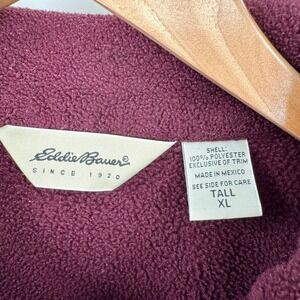 Eddie Bauer®
SINCE 1920
SHELL:
100% POLYESTER
EXCLUSIVE OF TRIM
MADE IN MEXICO
SEE SIDE FOR CARE
TALL
XL